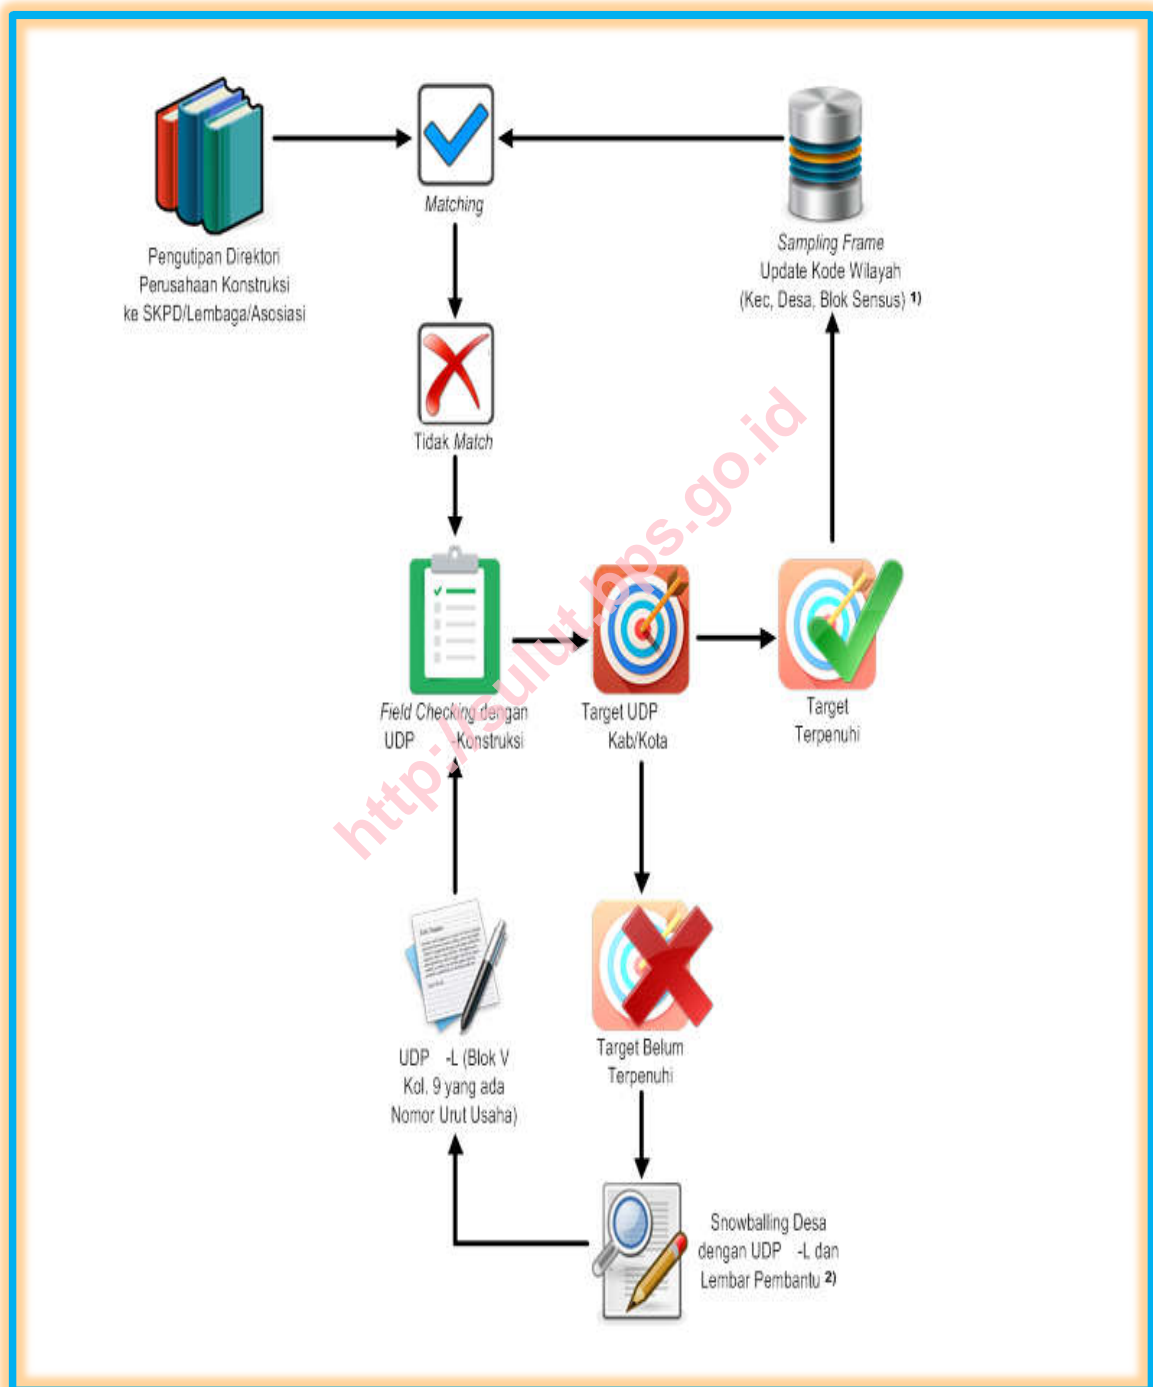 Matching
Pengutipan Direktori
Perusahaan Konstruksi
ke SKPD/Lembaga/Asosiasi
Sampling Frame
Update Kode Wilayah
(Kec, Desa, Blok Sensus) 1)
Tidak Match
Field Checking dengan
UDP -Konstruksi
Target UDP
Kab/Kota
Target
Terpenuhi
UDP -L (Blok V
Kol. 9 yang ada
Nomor Urut Usaha)
Target Belum
Terpenuhi
Snowballing Desa
dengan UDP -L dan
Lembar Pembantu 2)
http://sulut.bps.go.id